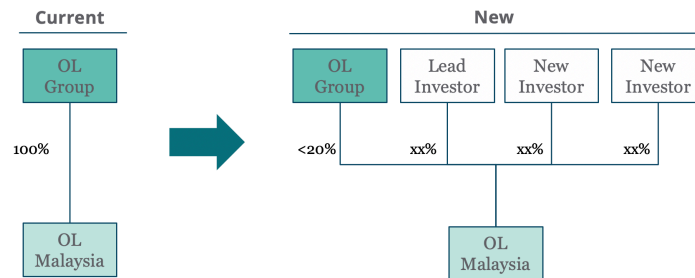 Current
New
OL
Group
OL
Group
Lead
Investor
New
Investor
New
Investor
100%
<20%
xx%
xx%
xx%
OL
Malaysia
OL
Malaysia